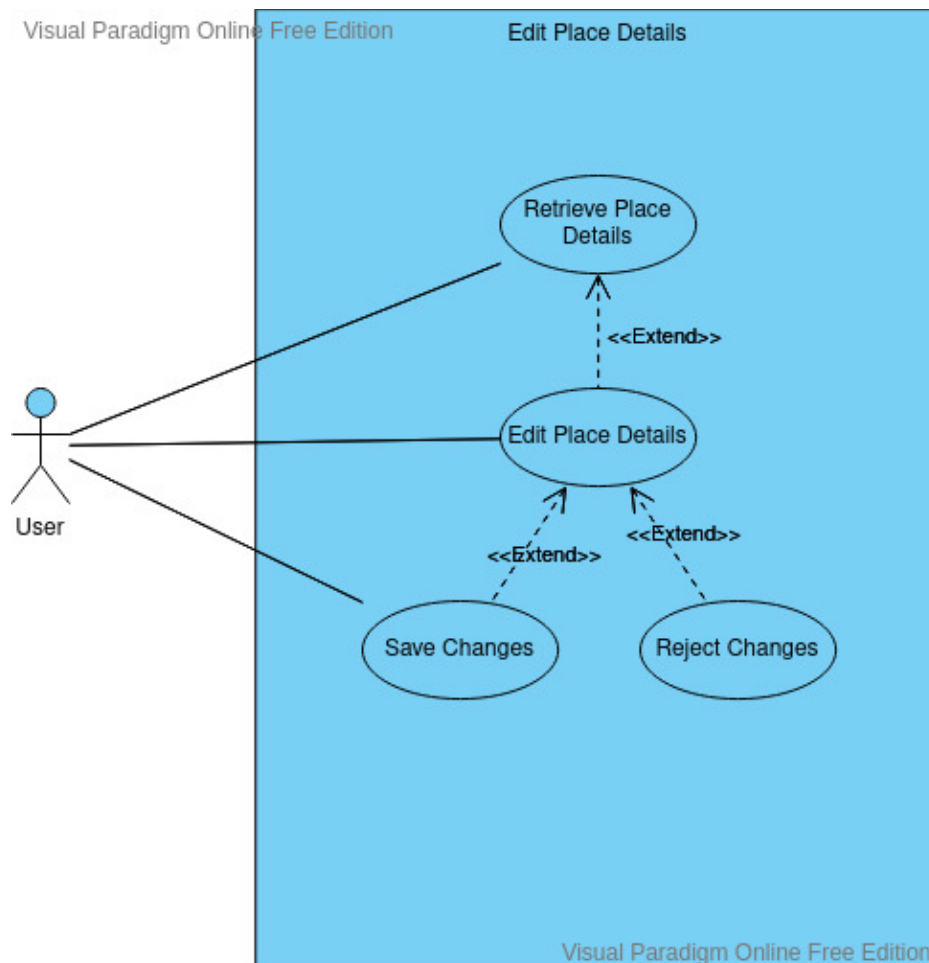 Visual Paradigm Online Free Edition
Edit Place Details
Retrieve Place
Details
<<Extend>>
Edit Place Details
User
<<Extend>>
<<Extend>>
Save Changes
Reject Changes
Visual Paradigm Online Free Edition